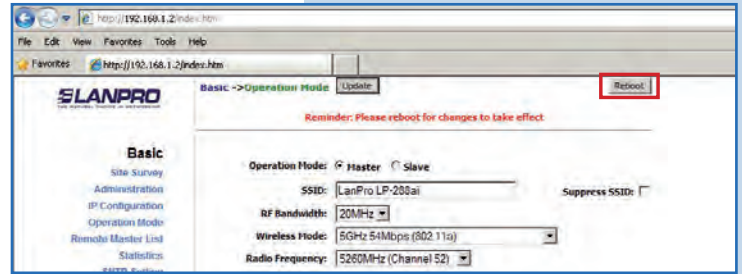 http://192.168.1.2/index.htm
File Edit View Favorites Tools Help
Favorites http://192.168.1.2/index.htm
LANPRO
Basic ->Operation Mode Update Reboot
Reminder: Please reboot for changes to take effect
Basic
Site Survey
Administration
IP Configuration
Operation Mode
Remote Master List
Statistics
SNTP Setting
Operation Mode: Master Slave
SSID: LanPro LP-288ai Suppress SSID:
RF Bandwidth: 20MHz
Wireless Mode: 5GHz 54Mbps (802.11a)
Radio Frequency: 5260MHz (Channel 52)